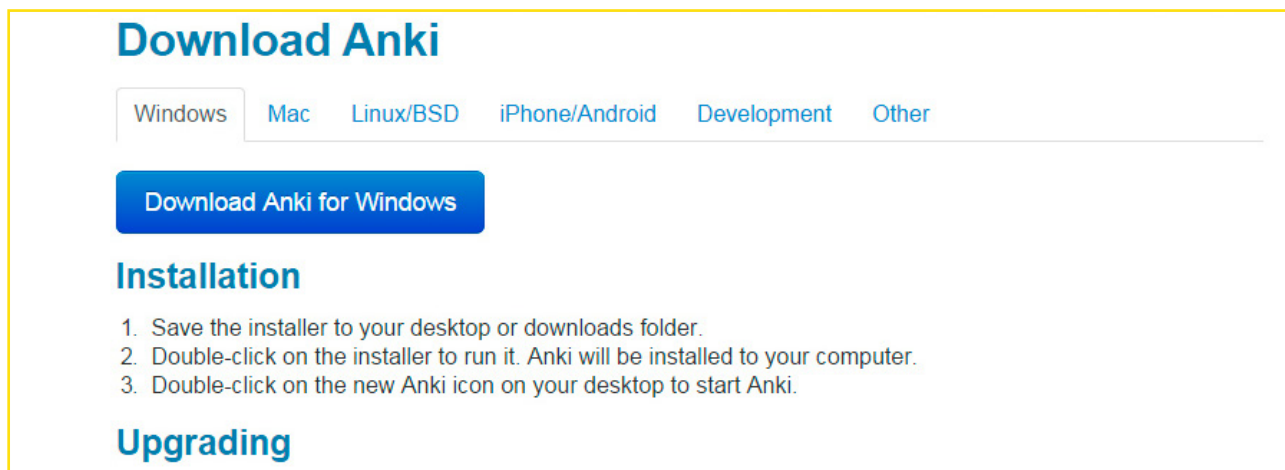 Download Anki
Windows Mac Linux/BSD iPhone/Android Development Other
Download Anki for Windows
Installation
1. Save the installer to your desktop or downloads folder.
2. Double-click on the installer to run it. Anki will be installed to your computer.
3. Double-click on the new Anki icon on your desktop to start Anki.
Upgrading